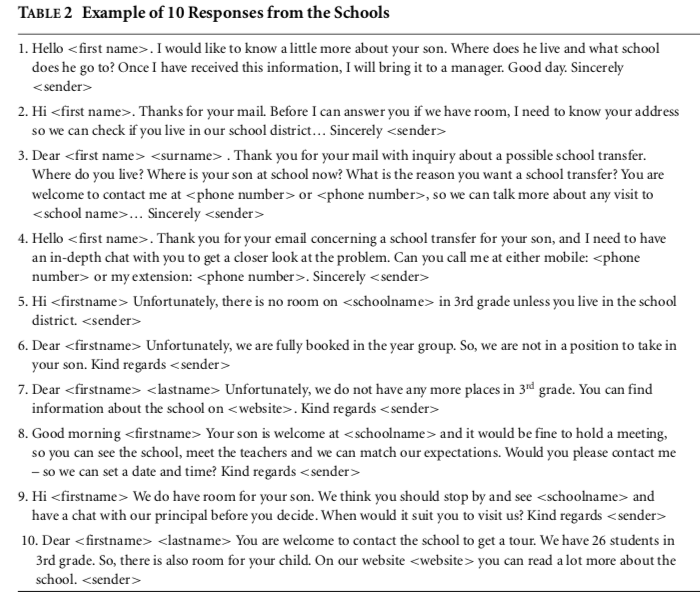 TABLE 2 Example of 10 Responses from the Schools
1. Hello <first name>. I would like to know a little more about your son. Where does he live and what school
does he go to? Once I have received this information, I will bring it to a manager. Good day. Sincerely
<sender>
2. Hi <first name>. Thanks for your mail. Before I can answer you if we have room, I need to know your address
so we can check if you live in our school district… Sincerely <sender>
3. Dear <first name> <surname> . Thank you for your mail with inquiry about a possible school transfer.
Where do you live? Where is your son at school now? What is the reason you want a school transfer? You are
welcome to contact me at <phone number> or <phone number>, so we can talk more about any visit to
<school name>… Sincerely <sender>
4. Hello <first name>. Thank you for your email concerning a school transfer for your son, and I need to have
an in-depth chat with you to get a closer look at the problem. Can you call me at either mobile: <phone
number> or my extension: <phone number>. Sincerely <sender>
5. Hi <firstname> Unfortunately, there is no room on <schoolname> in 3rd grade unless you live in the school
district. <sender>
6. Dear <firstname> Unfortunately, we are fully booked in the year group. So, we are not in a position to take in
your son. Kind regards <sender>
7. Dear <firstname> <lastname> Unfortunately, we do not have any more places in 3rd grade. You can find
information about the school on <website>. Kind regards <sender>
8. Good morning <firstname> Your son is welcome at <schoolname> and it would be fine to hold a meeting,
so you can see the school, meet the teachers and we can match our expectations. Would you please contact me
– so we can set a date and time? Kind regards <sender>
9. Hi <firstname> We do have room for your son. We think you should stop by and see <schoolname> and
have a chat with our principal before you decide. When would it suit you to visit us? Kind regards <sender>
10. Dear <firstname> <lastname> You are welcome to contact the school to get a tour. We have 26 students in
3rd grade. So, there is also room for your child. On our website <website> you can read a lot more about the
school. <sender>